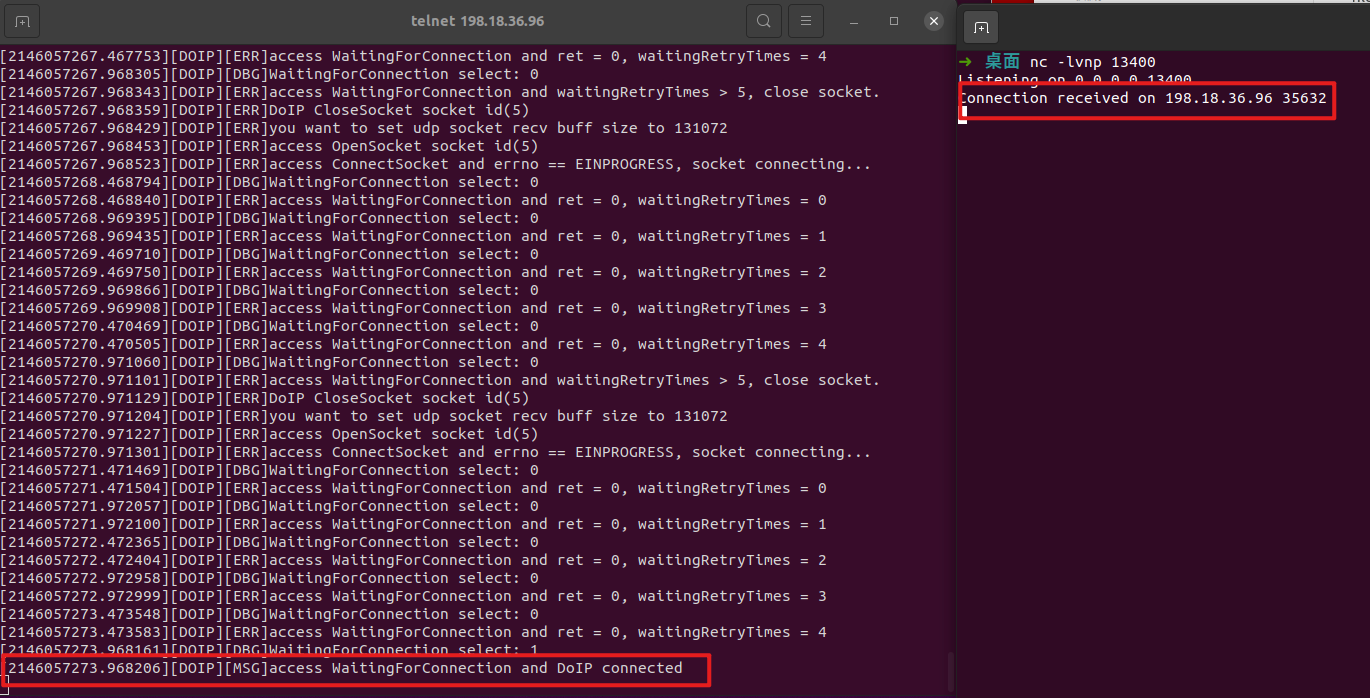 telnet 198.18.36.96
[2146057267.467753][DOIP][ERR]access WaitingForConnection and ret = 0, waitingRetryTimes = 4
[2146057267.968305][DOIP][DBG]WaitingForConnection select: 0
[2146057267.968343][DOIP][ERR]access WaitingForConnection and waitingRetryTimes > 5, close socket.
[2146057267.968359][DOIP][ERR]DoIP CloseSocket socket id(5)
[2146057267.968429][DOIP][ERR]you want to set udp socket recv buff size to 131072
[2146057267.968453][DOIP][ERR]access OpenSocket socket id(5)
[2146057267.968523][DOIP][ERR]access ConnectSocket and errno == EINPROGRESS, socket connecting...
[2146057268.468794][DOIP][DBG]WaitingForConnection select: 0
[2146057268.468840][DOIP][ERR]access WaitingForConnection and ret = 0, waitingRetryTimes = 0
[2146057268.969395][DOIP][DBG]WaitingForConnection select: 0
[2146057268.969435][DOIP][ERR]access WaitingForConnection and ret = 0, waitingRetryTimes = 1
[2146057269.469710][DOIP][DBG]WaitingForConnection select: 0
[2146057269.469750][DOIP][ERR]access WaitingForConnection and ret = 0, waitingRetryTimes = 2
[2146057269.969866][DOIP][DBG]WaitingForConnection select: 0
[2146057269.969908][DOIP][ERR]access WaitingForConnection and ret = 0, waitingRetryTimes = 3
[2146057270.470469][DOIP][DBG]WaitingForConnection select: 0
[2146057270.470505][DOIP][ERR]access WaitingForConnection and ret = 0, waitingRetryTimes = 4
[2146057270.971060][DOIP][DBG]WaitingForConnection select: 0
[2146057270.971101][DOIP][ERR]access WaitingForConnection and waitingRetryTimes > 5, close socket.
[2146057270.971129][DOIP][ERR]DoIP CloseSocket socket id(5)
[2146057270.971204][DOIP][ERR]you want to set udp socket recv buff size to 131072
[2146057270.971227][DOIP][ERR]access OpenSocket socket id(5)
[2146057270.971301][DOIP][ERR]access ConnectSocket and errno == EINPROGRESS, socket connecting...
[2146057271.471469][DOIP][DBG]WaitingForConnection select: 0
[2146057271.471504][DOIP][ERR]access WaitingForConnection and ret = 0, waitingRetryTimes = 0
[2146057271.972057][DOIP][DBG]WaitingForConnection select: 0
[2146057271.972100][DOIP][ERR]access WaitingForConnection and ret = 0, waitingRetryTimes = 1
[2146057272.472365][DOIP][DBG]WaitingForConnection select: 0
[2146057272.472404][DOIP][ERR]access WaitingForConnection and ret = 0, waitingRetryTimes = 2
[2146057272.972958][DOIP][DBG]WaitingForConnection select: 0
[2146057272.972999][DOIP][ERR]access WaitingForConnection and ret = 0, waitingRetryTimes = 3
[2146057273.473548][DOIP][DBG]WaitingForConnection select: 0
[2146057273.473583][DOIP][ERR]access WaitingForConnection and ret = 0, waitingRetryTimes = 4
[2146057273.968161][DOIP][DBG]WaitingForConnection select: 1
[2146057273.968206][DOIP][MSG]access WaitingForConnection and DoIP connected
→ 桌面 nc -lvnp 13400
Listening on 0.0.0.0 13400
Connection received on 198.18.36.96 35632